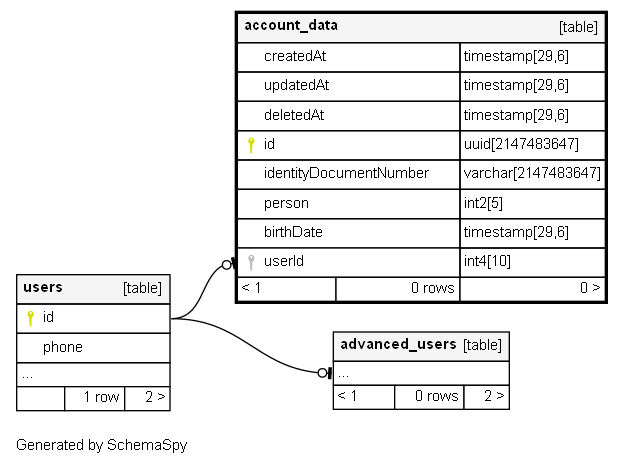 account_data [table]
createdAt timestamp[29,6]
updatedAt timestamp[29,6]
deletedAt timestamp[29,6]
id uuid[2147483647]
identityDocumentNumber varchar[2147483647]
person int2[5]
birthDate timestamp[29,6]
userId int4[10]
< 1 0 rows 0 >
users [table]
id
phone
...
1 row 2 >
advanced_users [table]
...
< 1 0 rows 2 >
Generated by SchemaSpy